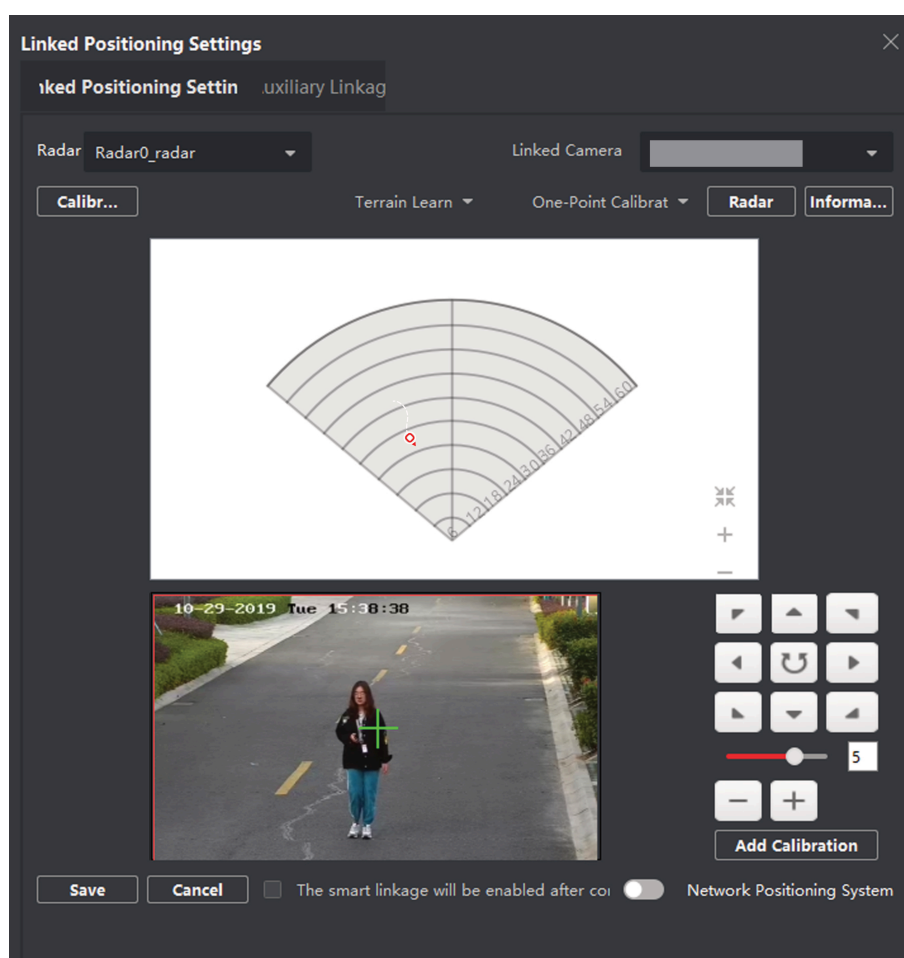 Linked Positioning Settings
nked Positioning Settin uxiliary Linkag
Radar Radar0_radar Linked Camera
Calibr... Terrain Learn One-Point Calibrat Radar Informa...
60
54
48
42
36
30
24
18
12
6
10-29-2019 Tue 15:38:38
5
Add Calibration
Save Cancel The smart linkage will be enabled after cor Network Positioning System